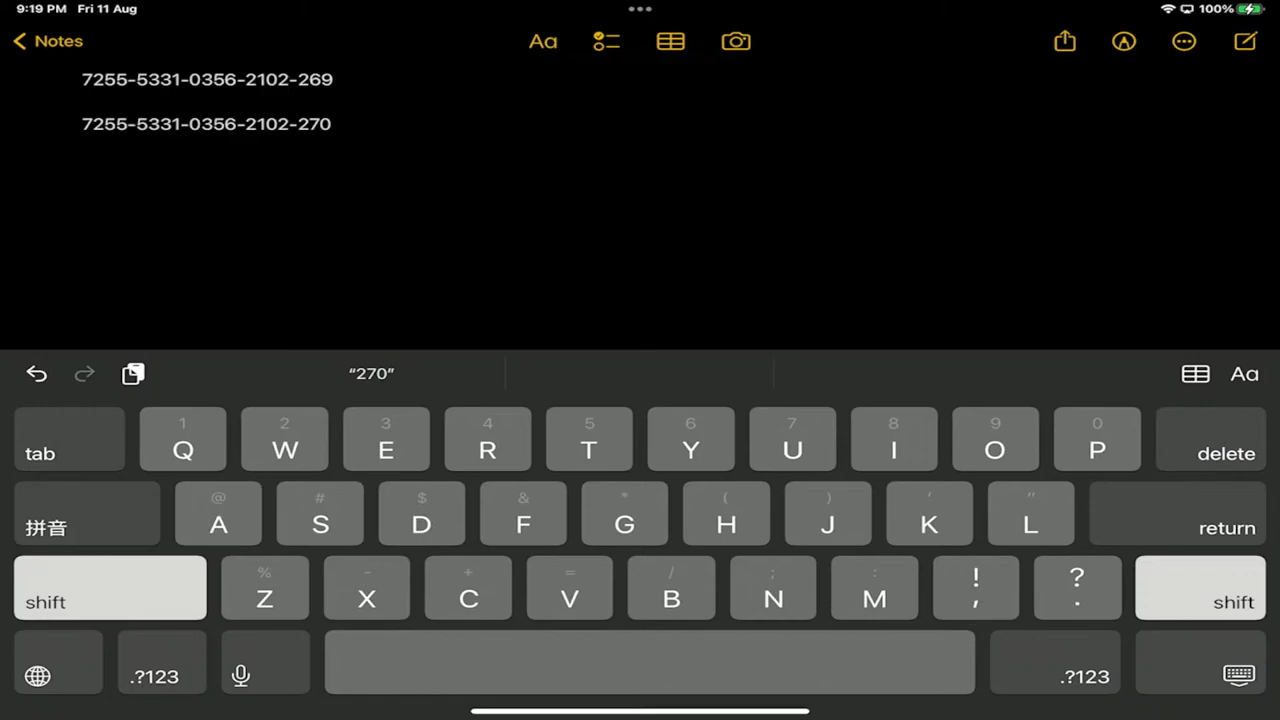 9:19 PM Fri 11 Aug 100%
Notes Aa
7255-5331-0356-2102-269
7255-5331-0356-2102-270
“270” Aa
1 2 3 4 5 6 7 8 9 0
tab Q W E R T Y U I O P delete
@ # $ & * ( ) ‘ ”
拼音 A S D F G H J K L return
% - + = / ; : ! ?
shift Z X C V B N M , . shift
.?123 .?123